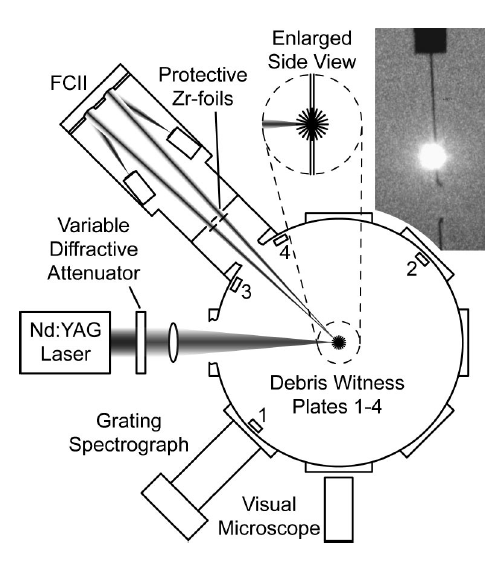 Enlarged
Side View
FCII
Protective
Zr-foils
Variable
Diffractive
Attenuator
4
2
3
Nd:YAG
Laser
Debris Witness
Plates 1-4
1
Grating
Spectrograph
Visual
Microscope